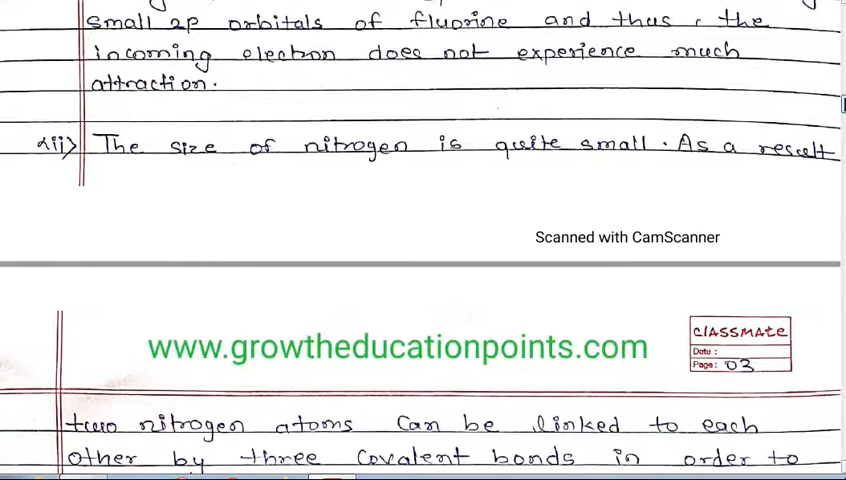 small 2p orbitals of fluorine and thus, the
incoming electron does not experience much
attraction.
<ii> The size of nitrogen is quite small. As a result
Scanned with CamScanner
www.growtheducationpoints.com
CLASSMATE
Date :
Page: 03
two nitrogen atoms can be linked to each
other by three covalent bonds in order to